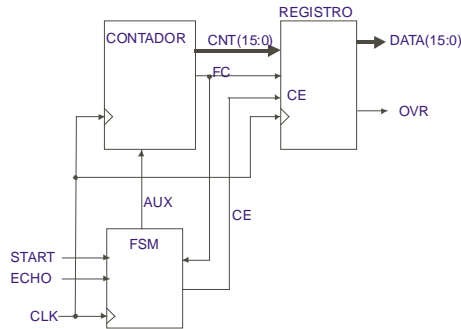 REGISTRO
CONTADOR
CNT(15:0)
DATA(15:0)
FC
CE
OVR
AUX
CE
FSM
START
ECHO
CLK